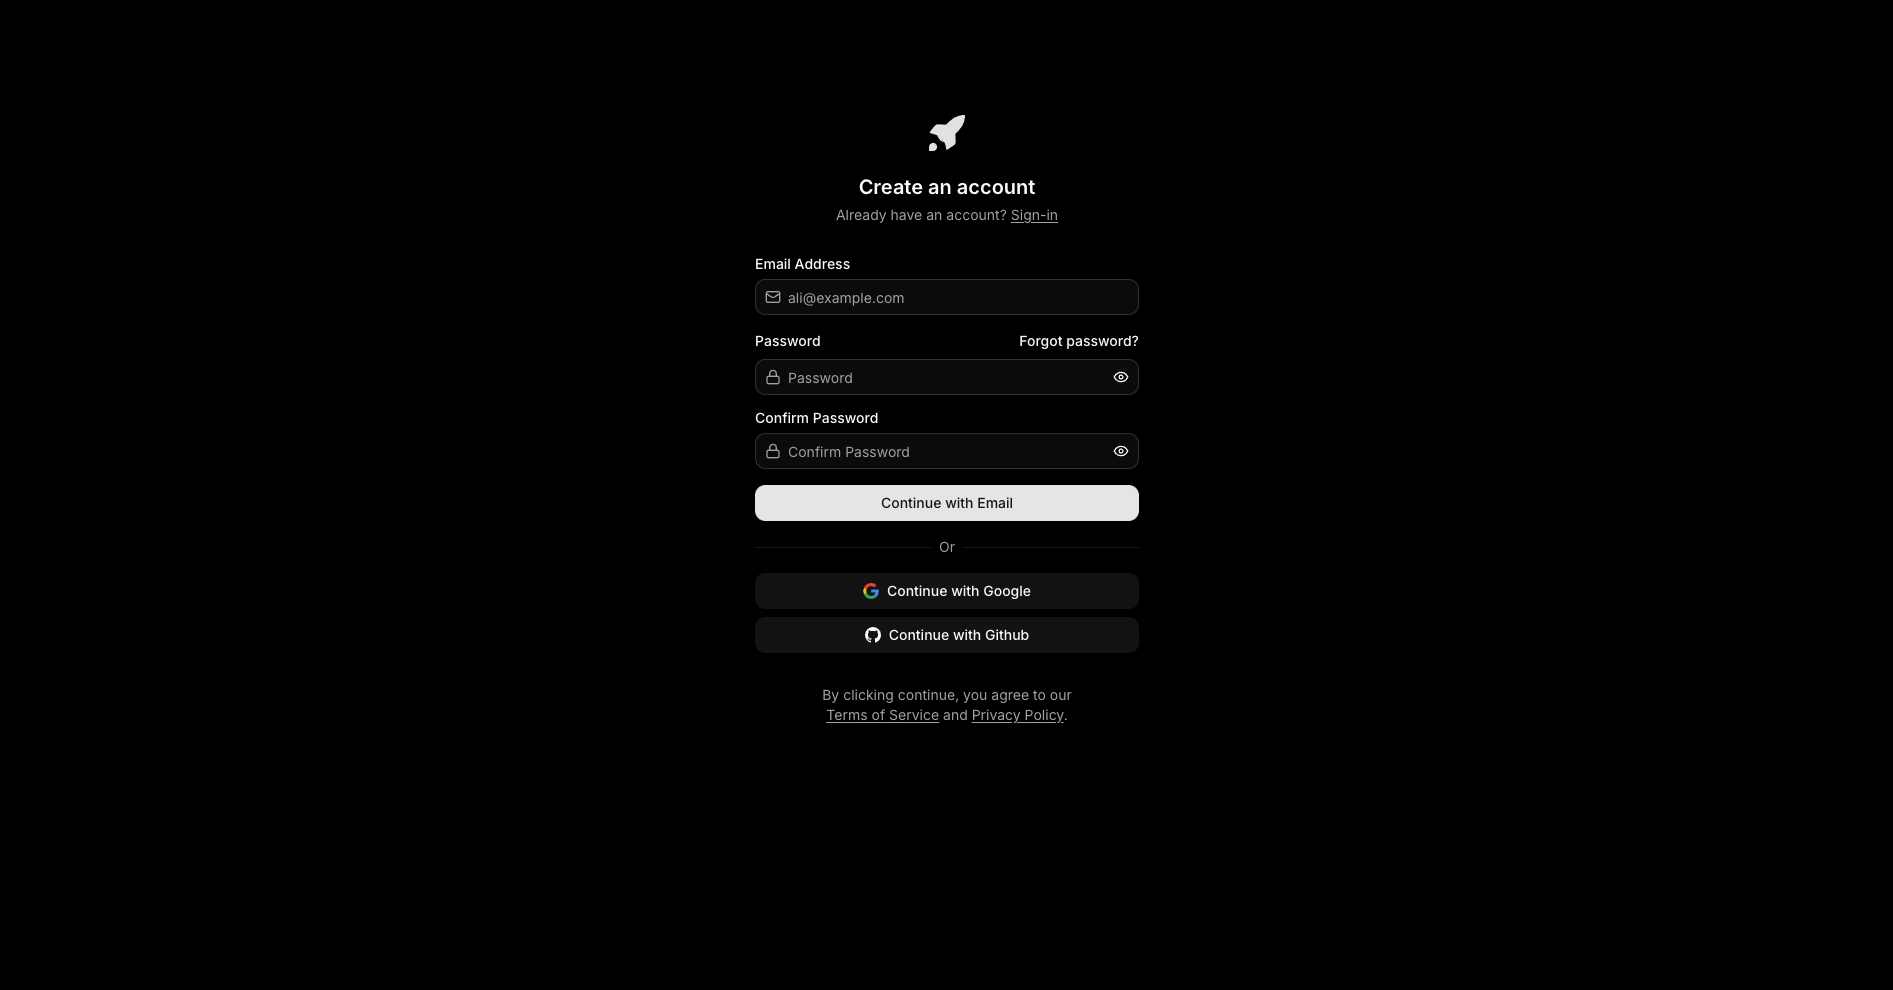 Create an account
Already have an account? Sign-in
Email Address
ali@example.com
Password
Forgot password?
Password
Confirm Password
Confirm Password
Continue with Email
Or
Continue with Google
Continue with Github
By clicking continue, you agree to our
Terms of Service and Privacy Policy.